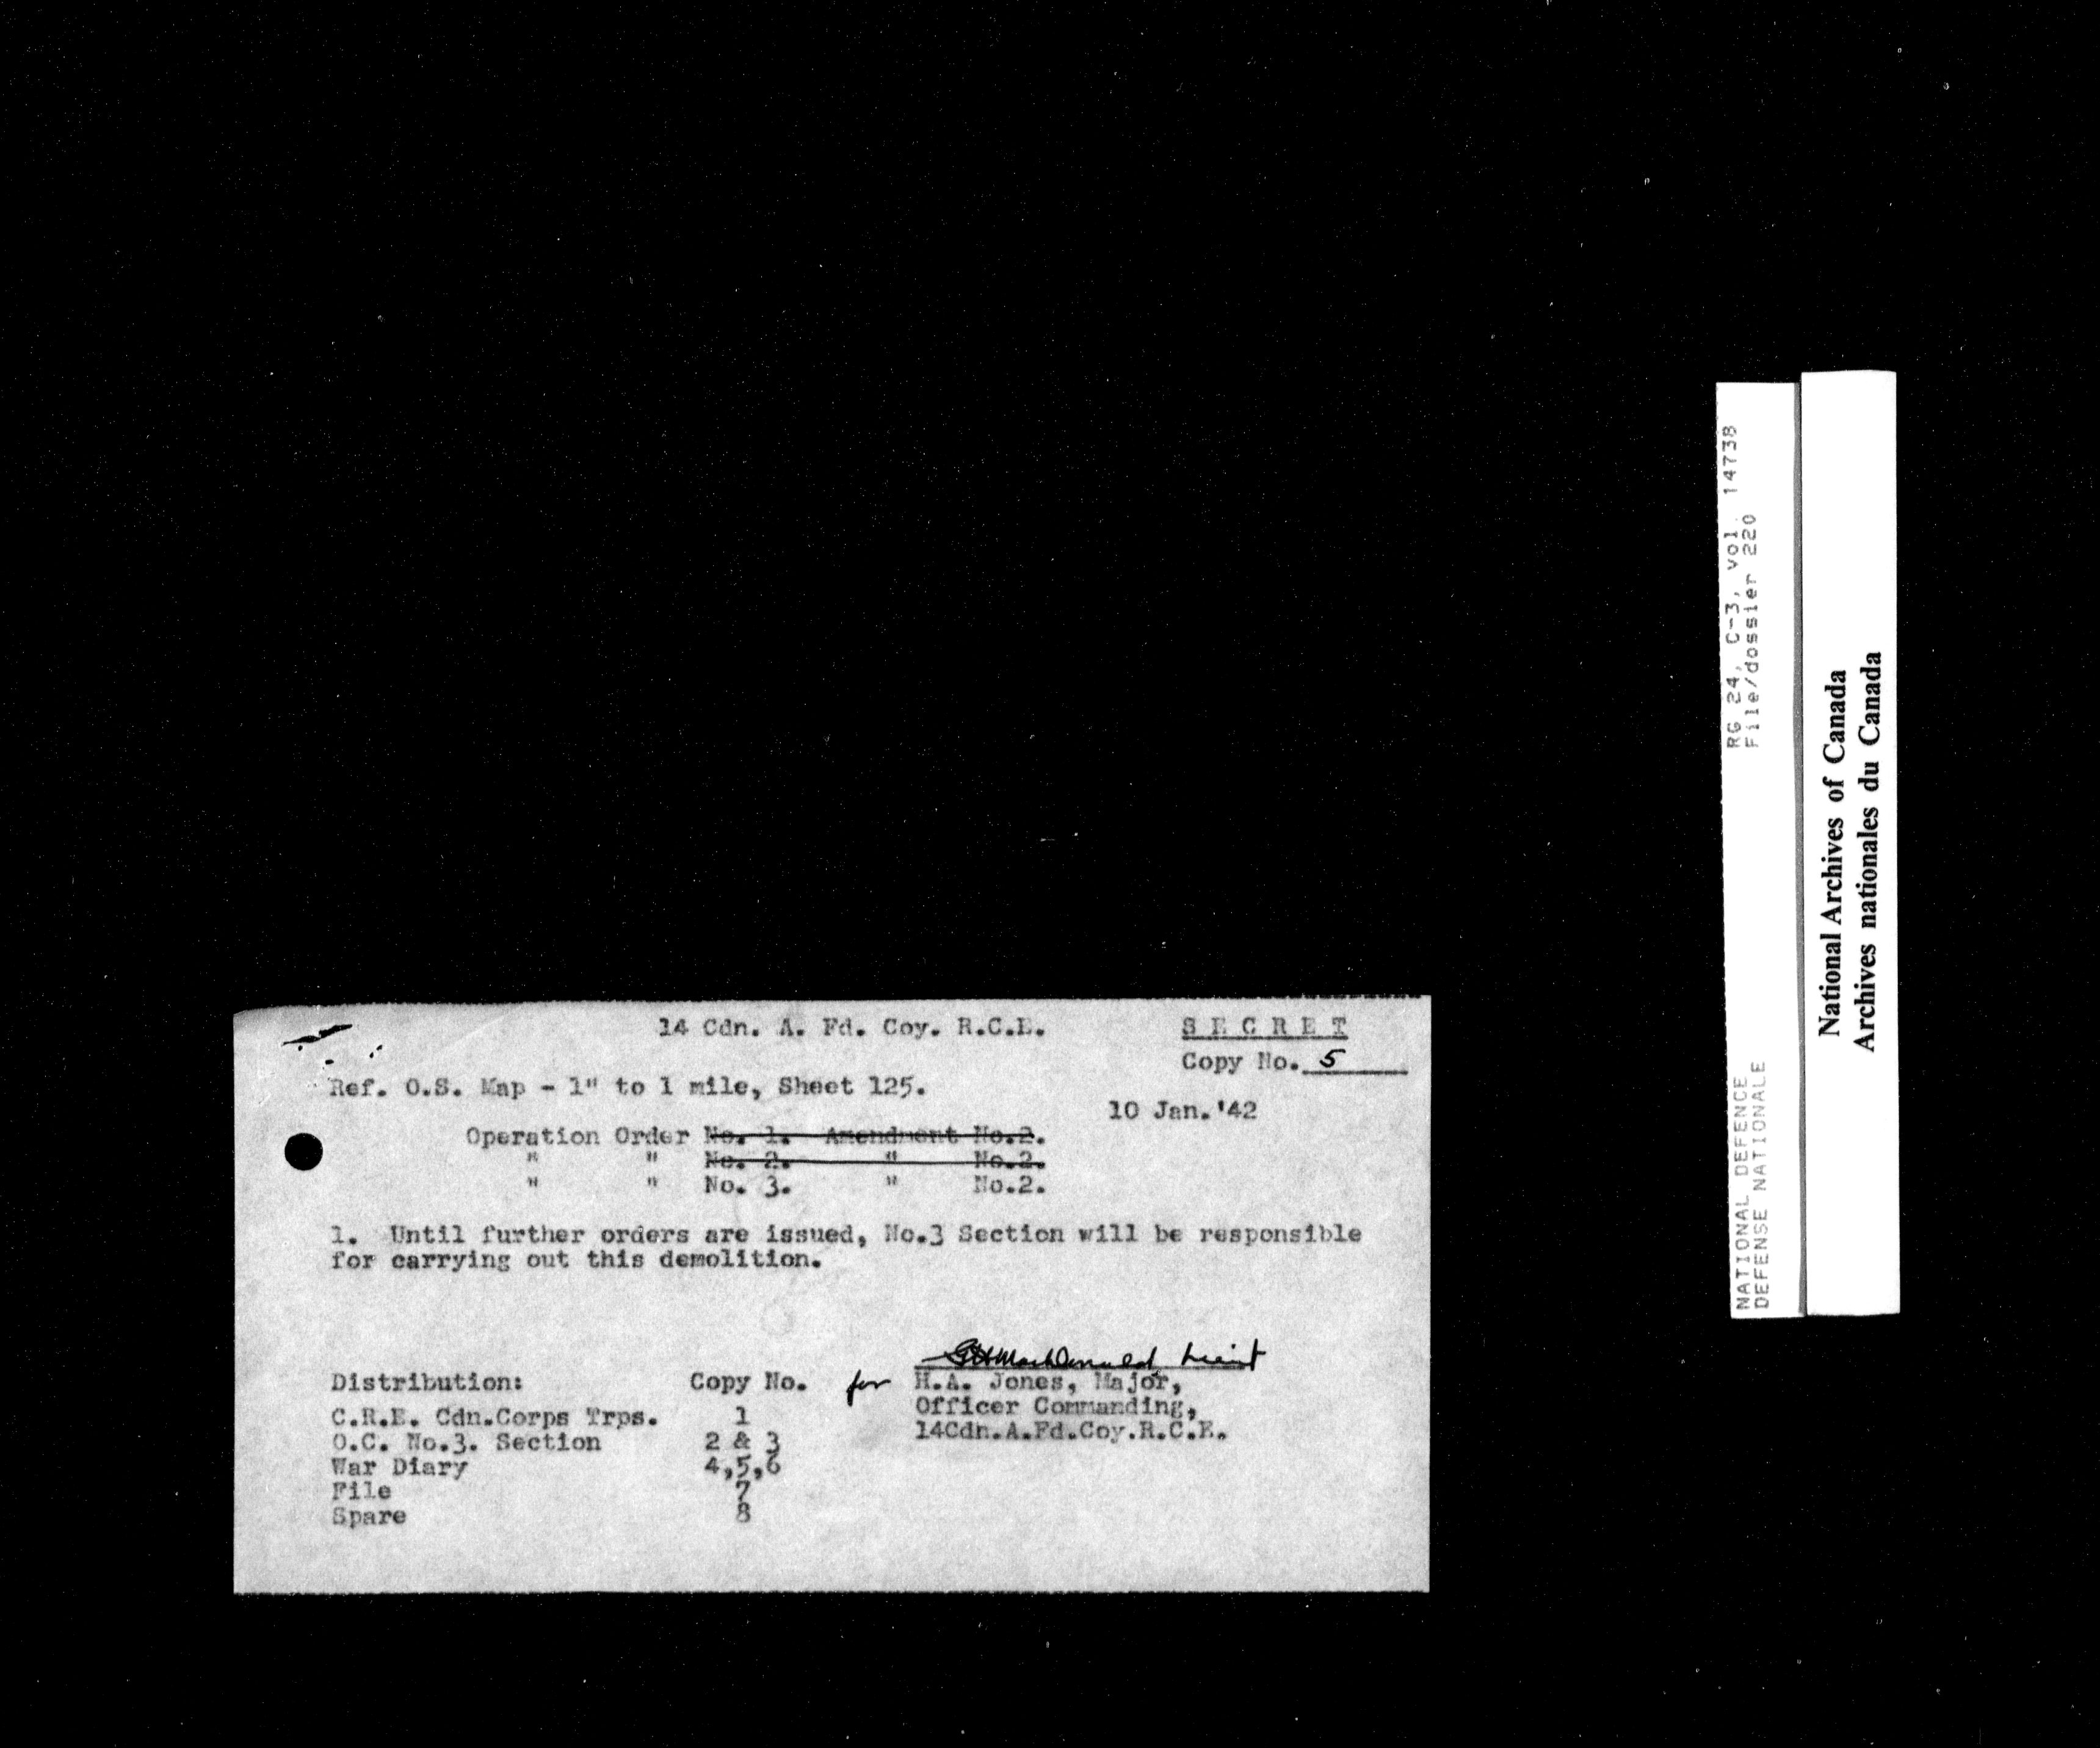 14 Cdn. A. Fd. Coy. R.C.E.
S E C R E T
Copy No. 5
Ref. O.S. Map - 1" to 1 mile, Sheet 125.
10 Jan. '42
Operation Order No. 1. Amendment No.2.
" " No. 2. " No.2.
" " No. 3. " No.2.
1. Until further orders are issued, No.3 Section will be responsible
for carrying out this demolition.
MacDonald, Lieut
Distribution: Copy No. for H.A. Jones, Major,
C.R.E. Cdn.Corps Trps. 1 Officer Commanding,
O.C. No.3. Section 2 & 3 14Cdn.A.Fd.Coy.R.C.E.
War Diary 4,5,6
File 7
Spare 8
RG 24, C-3, vol. 14738
File/dossier 220
NATIONAL DEFENCE
DEFENSE NATIONALE
National Archives of Canada
Archives nationales du Canada